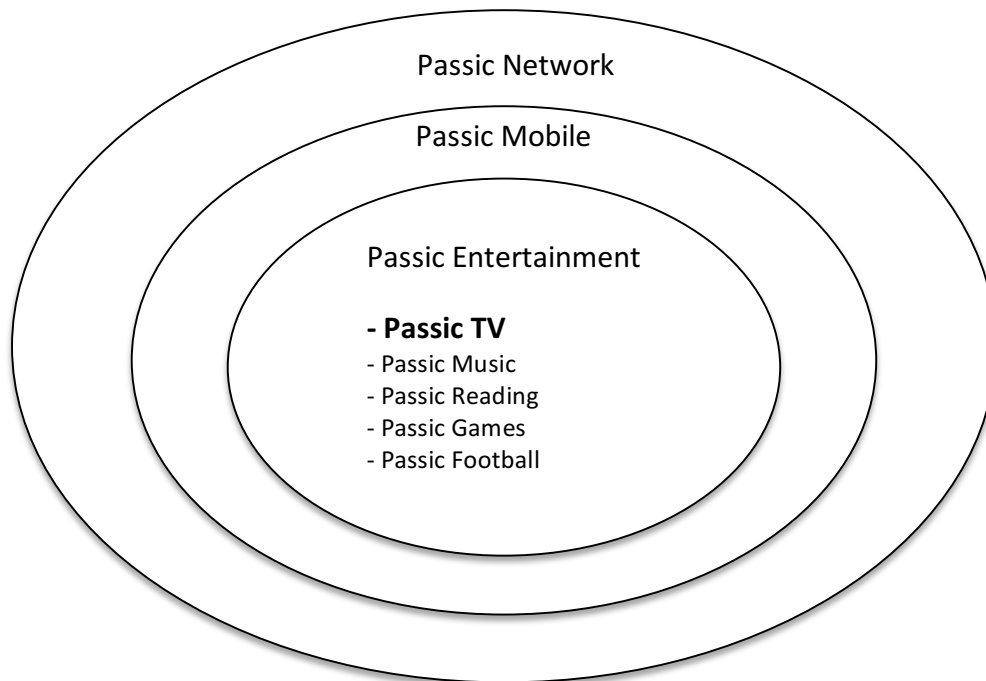 Passic Network
Passic Mobile
Passic Entertainment
- Passic TV
- Passic Music
- Passic Reading
- Passic Games
- Passic Football